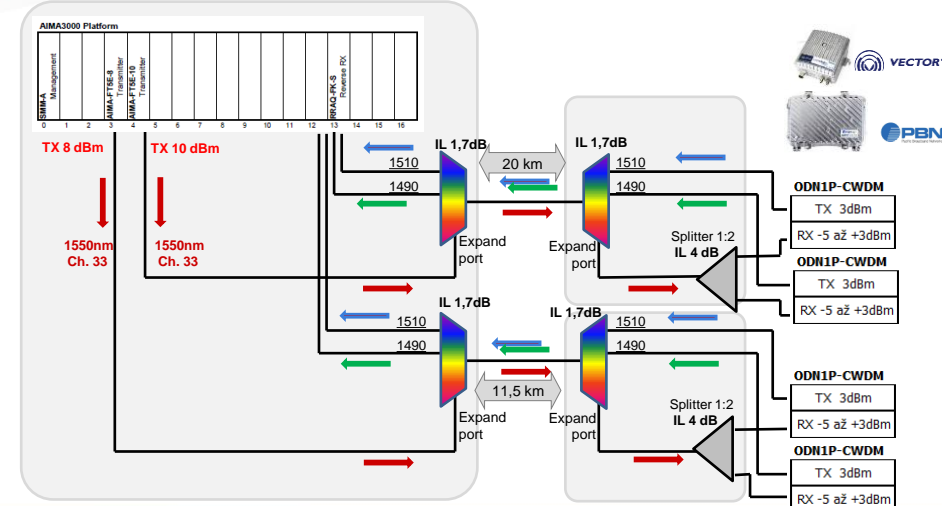 AIMA3000 Platform
SMM-A
Management
AIMA-FT5E-8
Transmitter
AIMA-FT5E-10
Transmitter
RRAQ-FK-S
Reverse RX
0 1 2 3 4 5 6 7 8 9 10 11 12 13 14 15 16
TX 8 dBm
TX 10 dBm
1550nm
Ch. 33
1550nm
Ch. 33
IL 1,7dB
1510
1490
Expand
port
20 km
IL 1,7dB
1510
1490
Expand
port
Splitter 1:2
IL 4 dB
VECTOR
PBN
ODN1P-CWDM
TX 3dBm
RX -5 až +3dBm
ODN1P-CWDM
TX 3dBm
RX -5 až +3dBm
IL 1,7dB
1510
1490
Expand
port
11,5 km
IL 1,7dB
1510
1490
Expand
port
Splitter 1:2
IL 4 dB
ODN1P-CWDM
TX 3dBm
RX -5 až +3dBm
ODN1P-CWDM
TX 3dBm
RX -5 až +3dBm